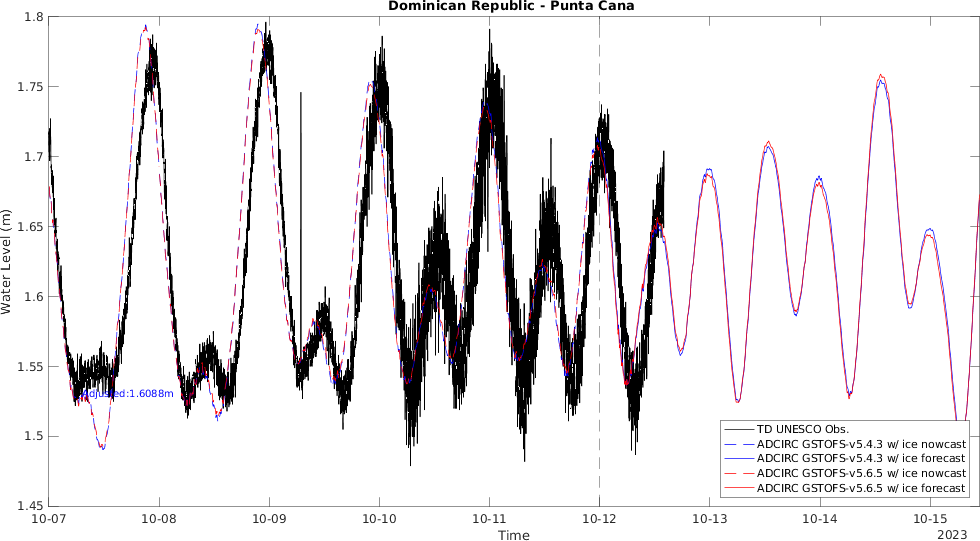 Dominican Republic - Punta Cana
1.8
1.75
1.7
1.65
1.6
1.55
1.5
1.45
Water Level (m)
Adjusted:1.6088m
TD UNESCO Obs.
ADCIRC GSTOFS-v5.4.3 w/ ice nowcast
ADCIRC GSTOFS-v5.4.3 w/ ice forecast
ADCIRC GSTOFS-v5.6.5 w/ ice nowcast
ADCIRC GSTOFS-v5.6.5 w/ ice forecast
10-07 10-08 10-09 10-10 10-11 10-12 10-13 10-14 10-15
Time
2023